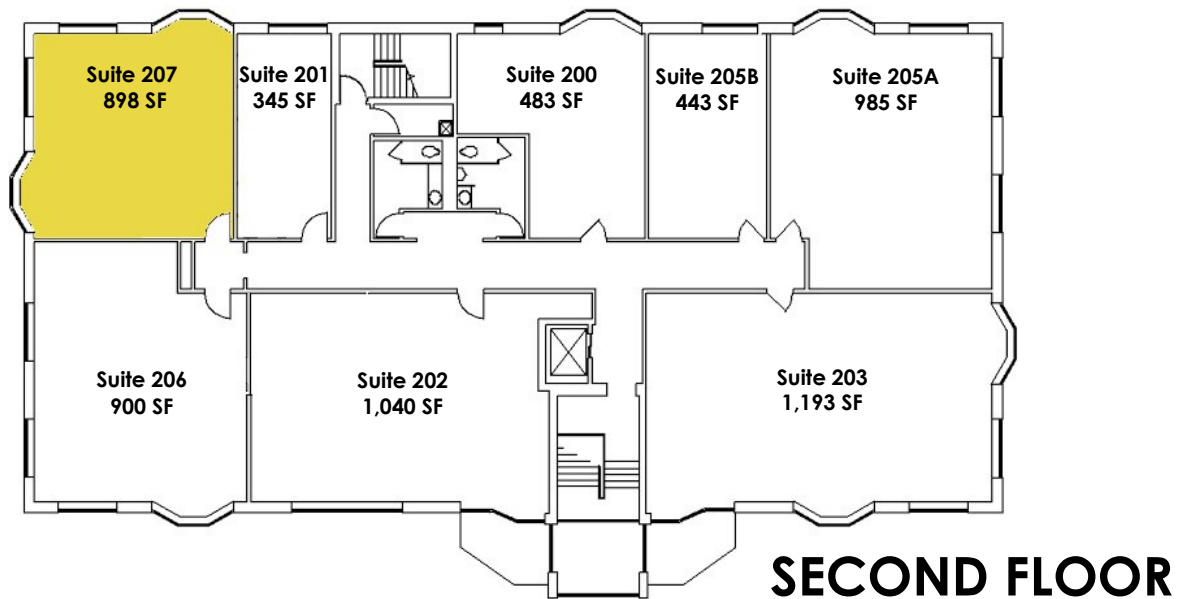 Suite 207
898 SF
Suite 201
345 SF
Suite 200
483 SF
Suite 205B
443 SF
Suite 205A
985 SF
Suite 206
900 SF
Suite 202
1,040 SF
Suite 203
1,193 SF
SECOND FLOOR